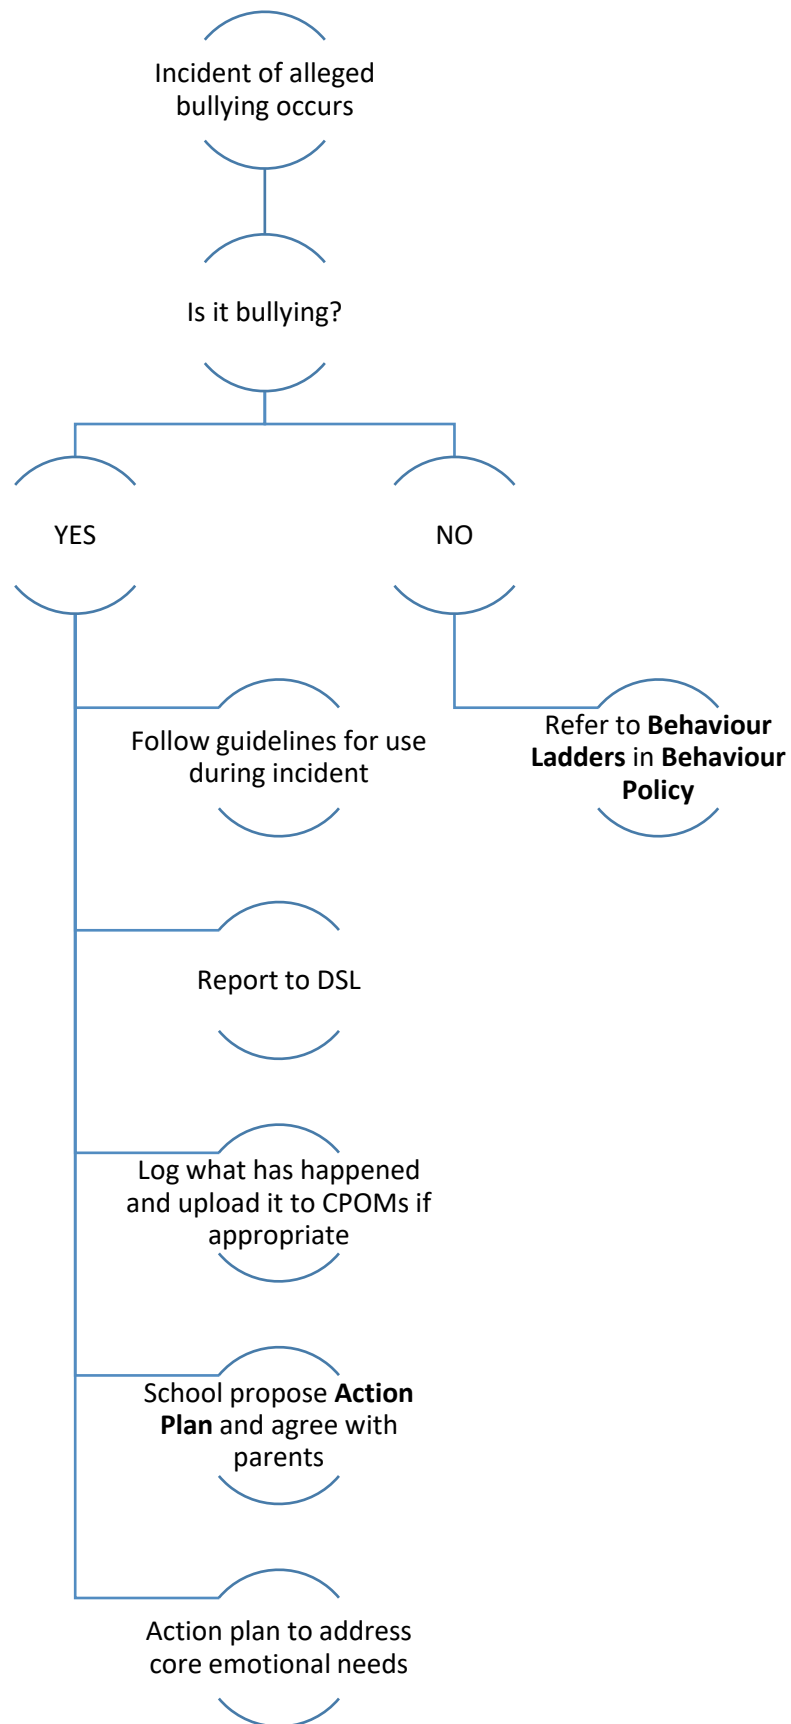 Incident of alleged
bullying occurs
Is it bullying?
YES
NO
Follow guidelines for use
during incident
Refer to Behaviour
Ladders in Behaviour
Policy
Report to DSL
Log what has happened
and upload it to CPOMs if
appropriate
School propose Action
Plan and agree with
parents
Action plan to address
core emotional needs